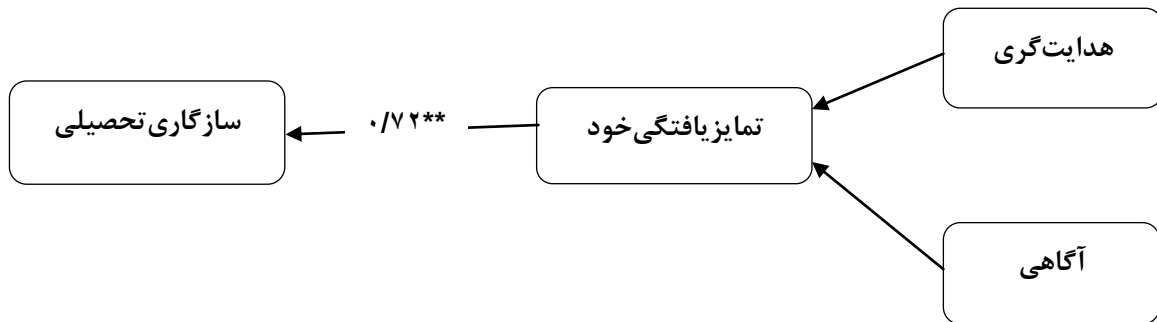 هدایت‌گری
تمایزیافتگی‌خود
۰/۷۲**
سازگاری‌تحصیلی
آگاهی